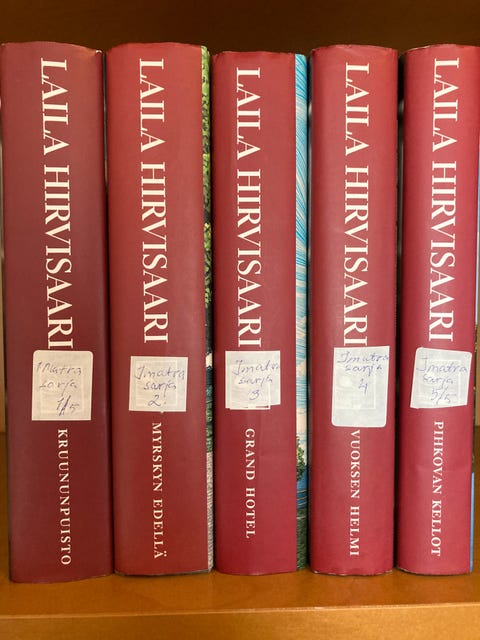 LAILA HIRVISAARI
Imatra
sarja
1/5
KRUUNUNPUISTO
LAILA HIRVISAARI
Imatra
sarja
2
MYRSKYN EDELLÄ
LAILA HIRVISAARI
Imatra
sarja
3
GRAND HOTEL
LAILA HIRVISAARI
Imatra
sarja
4
VUOKSEN HELMI
LAILA HIRVISAARI
Imatra
sarja
5/5
PIHKOVAN KELLOT